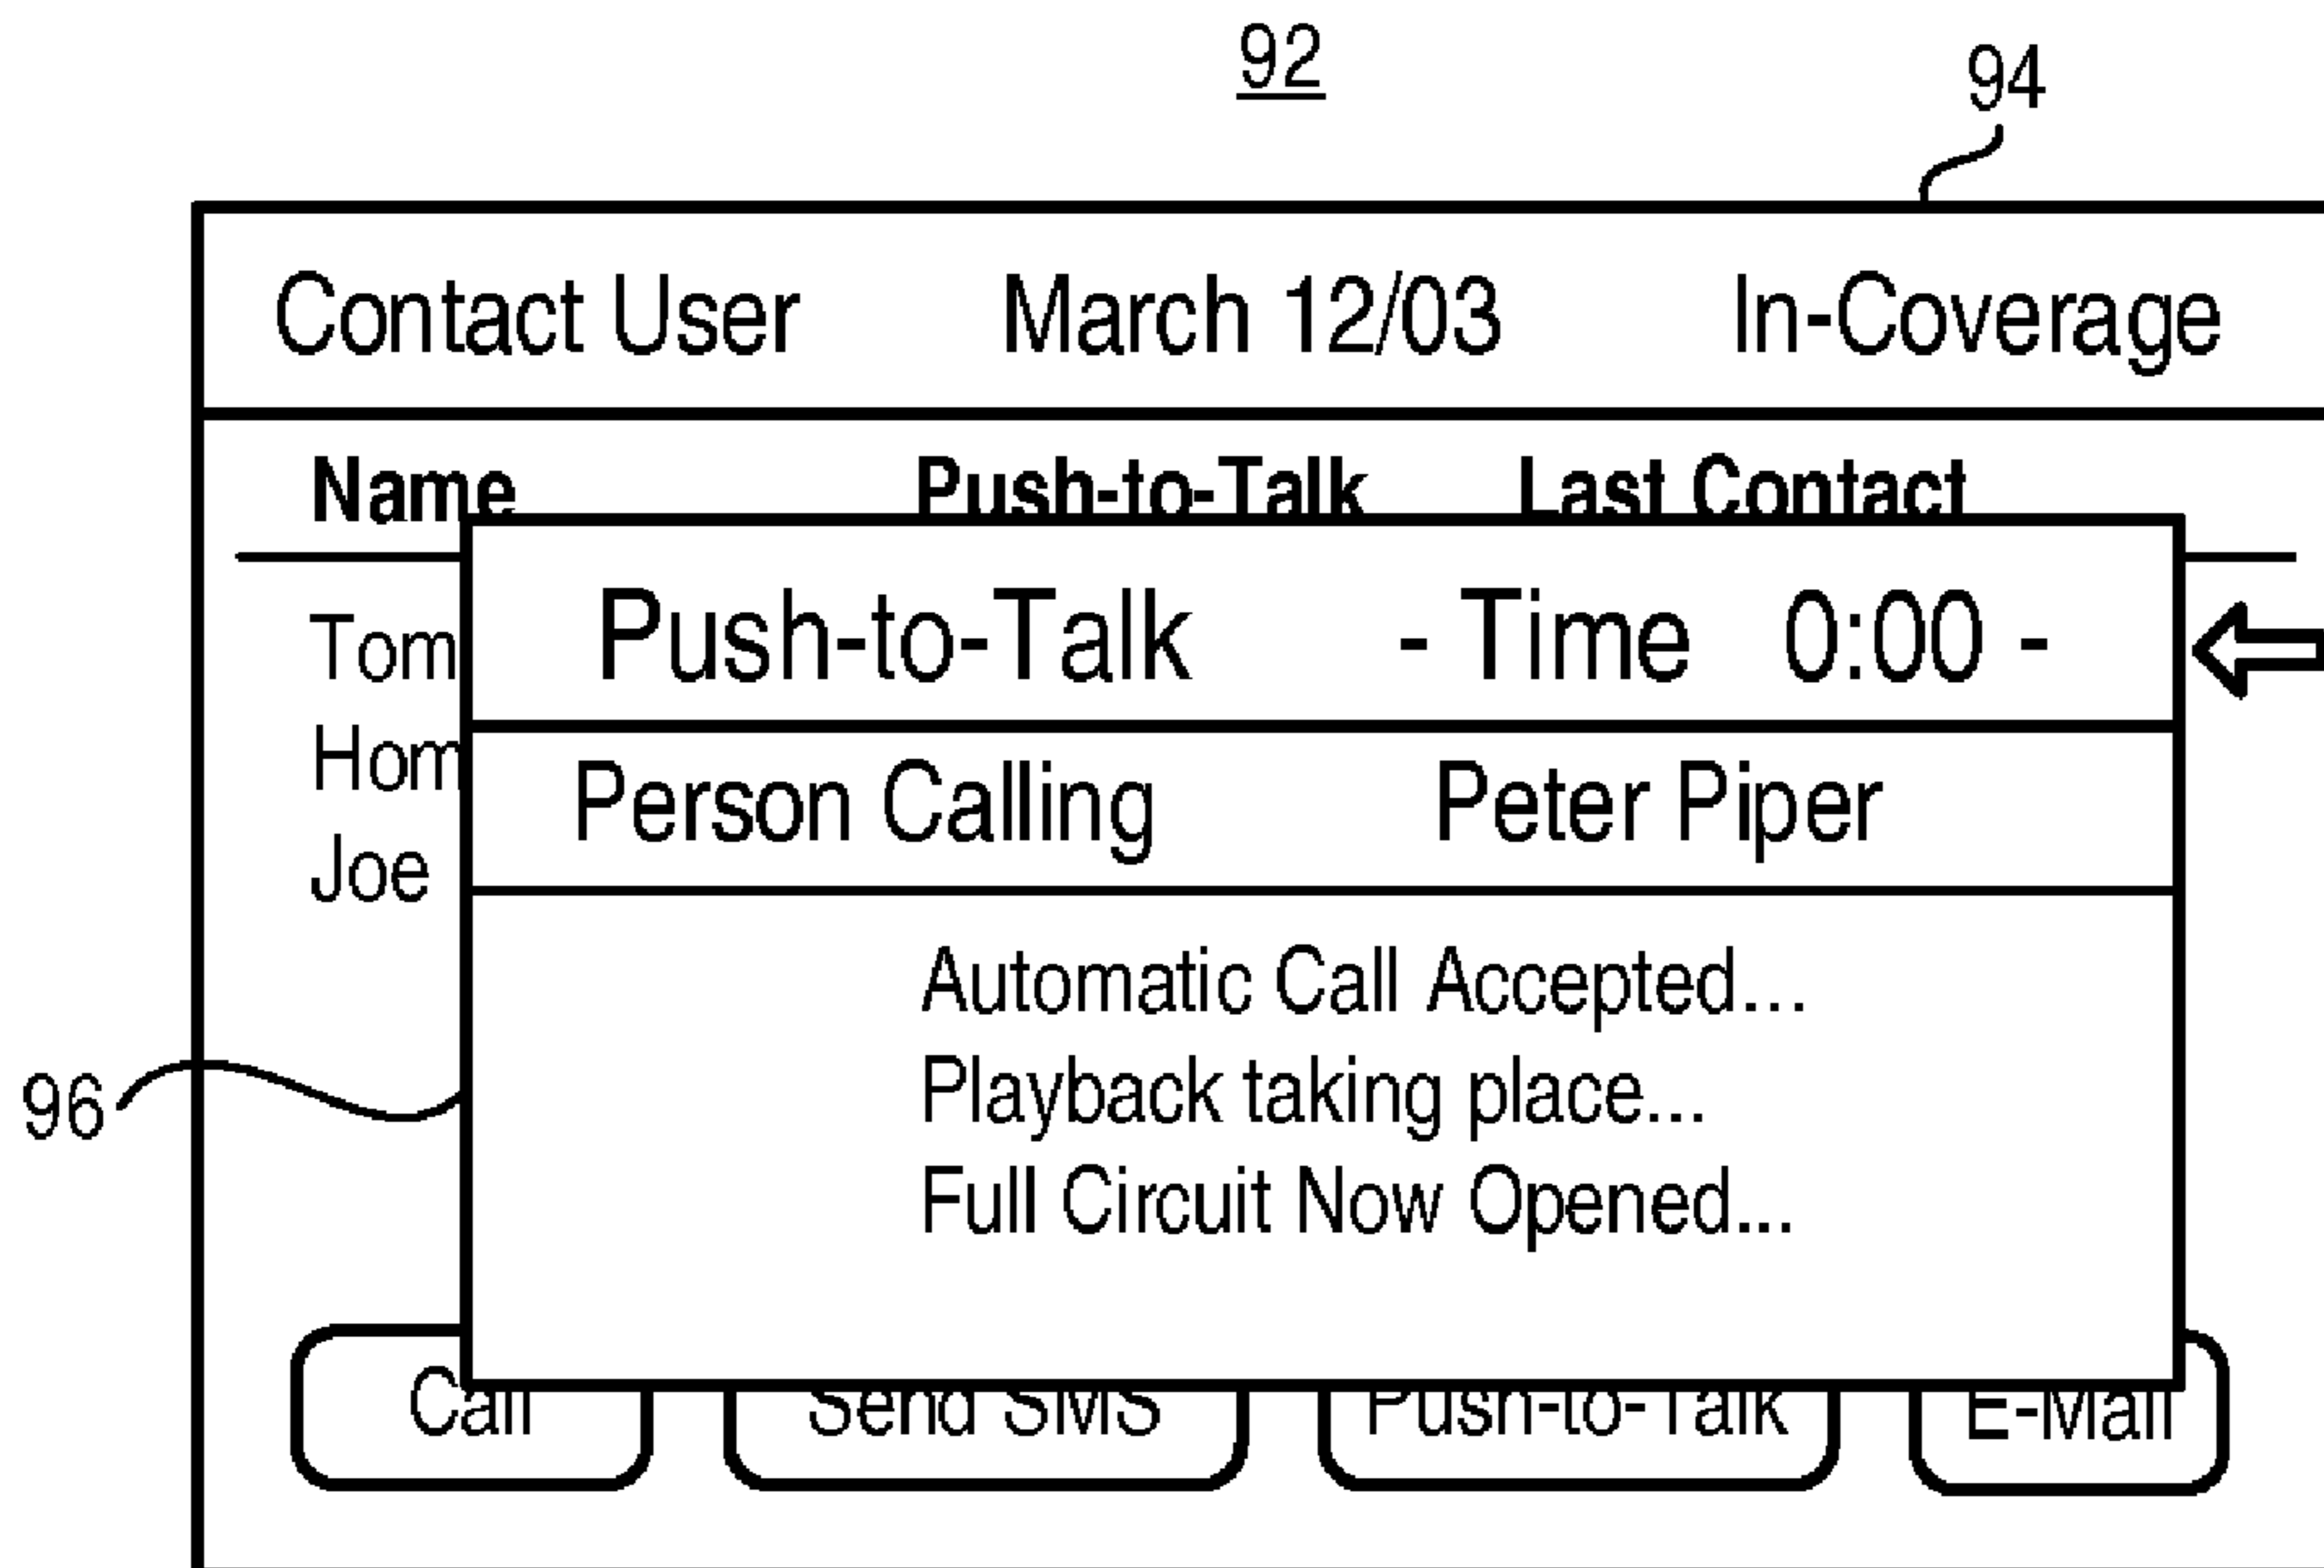 92
94
Contact User March 12/03 In-Coverage
Name Push-to-Talk Last Contact
Push-to-Talk - Time 0:00 -
Tom
Hom
Person Calling Peter Piper
Joe
Automatic Call Accepted...
Playback taking place...
96
Full Circuit Now Opened...
Call Send SMS Push-to-Talk E-Mail